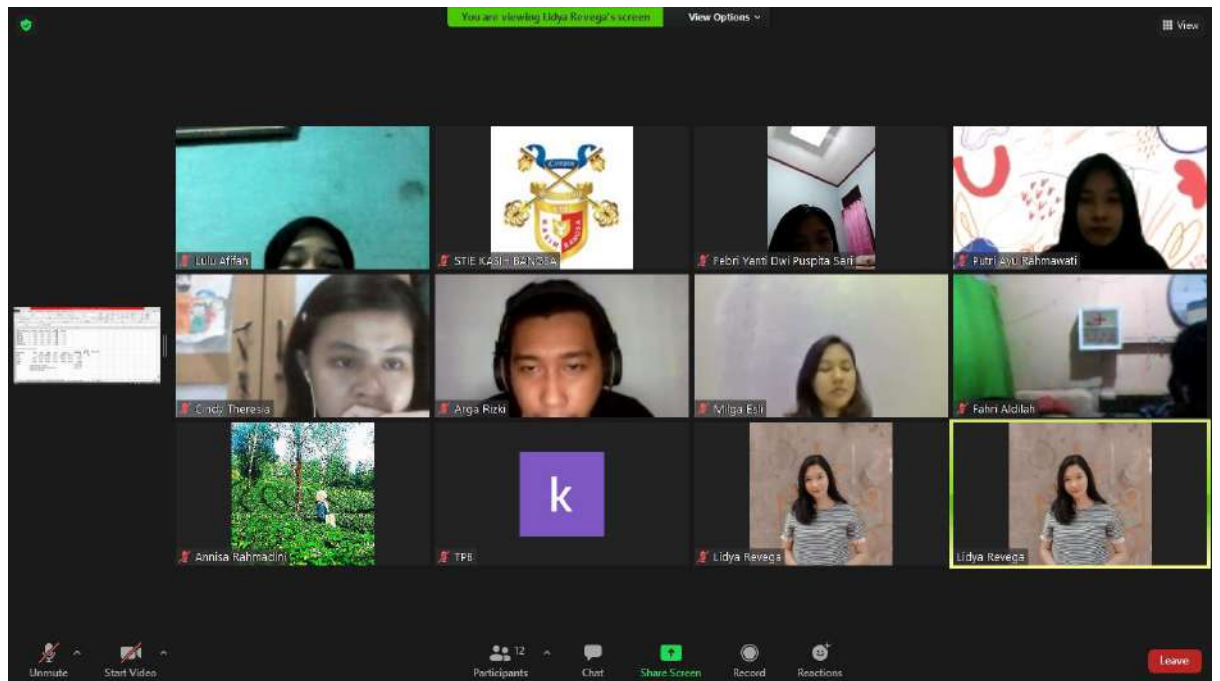 You are viewing Lidya Revega's screen
View Options
View
Lulu Afifah
STIE KASIH BANGSA
Febri Yanti Dwi Puspita Sari
Putri Ayu Rahmawati
Cindy Theresia
Arga Rizki
Milga Esli
Fahri Aldilah
Annisa Rahmadini
k
TPB
Lidya Revega
Lidya Revega
Unmute
Start Video
12
Participants
Chat
Share Screen
Record
Reactions
Leave